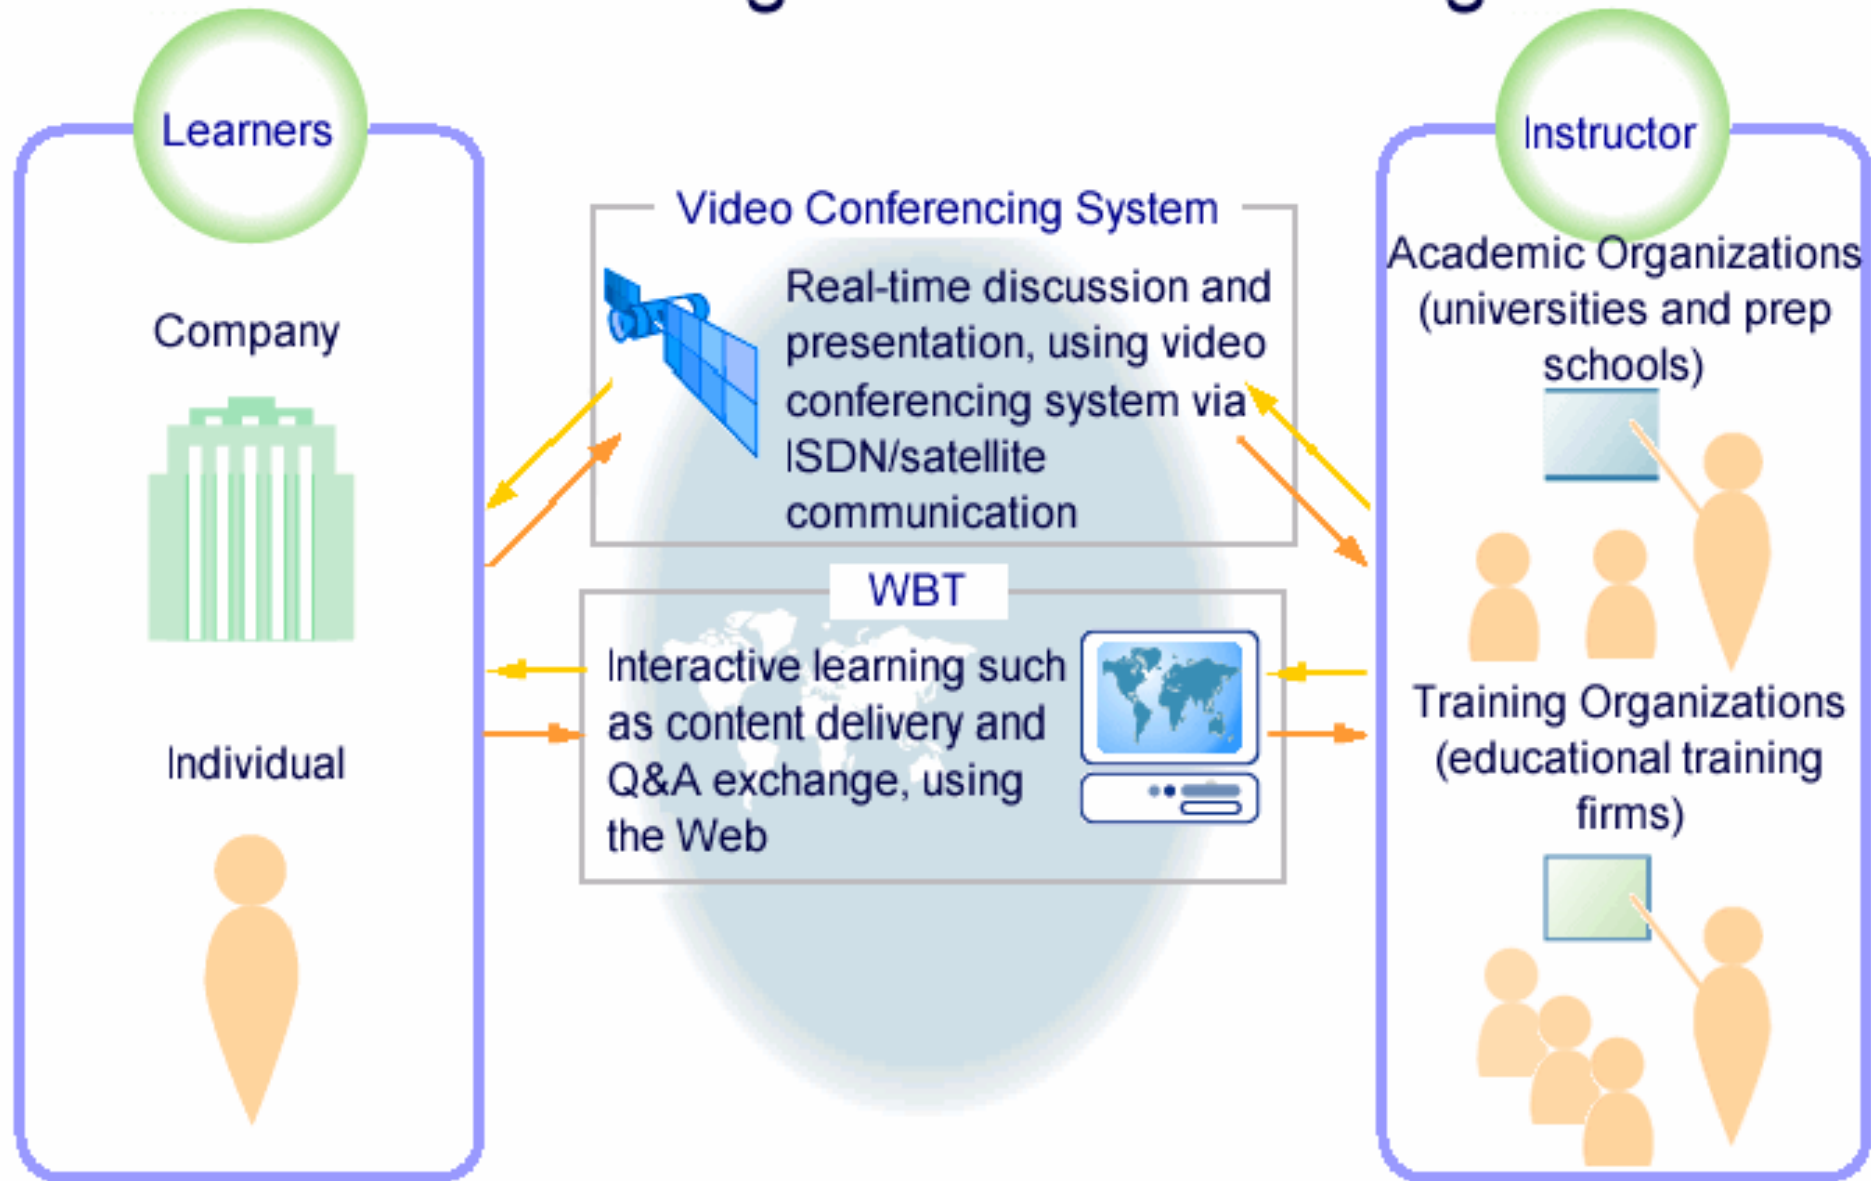 Learners
Company
Individual
Video Conferencing System
Real-time discussion and
presentation, using video
conferencing system via
ISDN/satellite
communication
WBT
Interactive learning such
as content delivery and
Q&A exchange, using
the Web
Instructor
Academic Organizations
(universities and prep
schools)
Training Organizations
(educational training
firms)